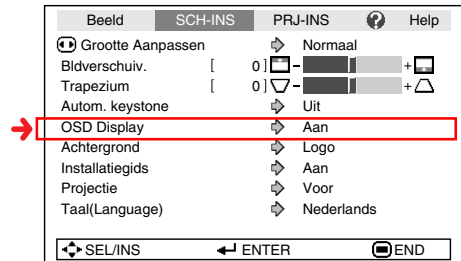 Beeld SCH-INS PRJ-INS ? Help
Grootte Aanpassen Normaal
Bldverschuiv. [ 0 ] - +
Trapezium [ 0 ] - +
Autom. keystone Uit
OSD Display Aan
Achtergrond Logo
Installatiegids Aan
Projectie Voor
Taal(Language) Nederlands
SEL/INS ENTER END